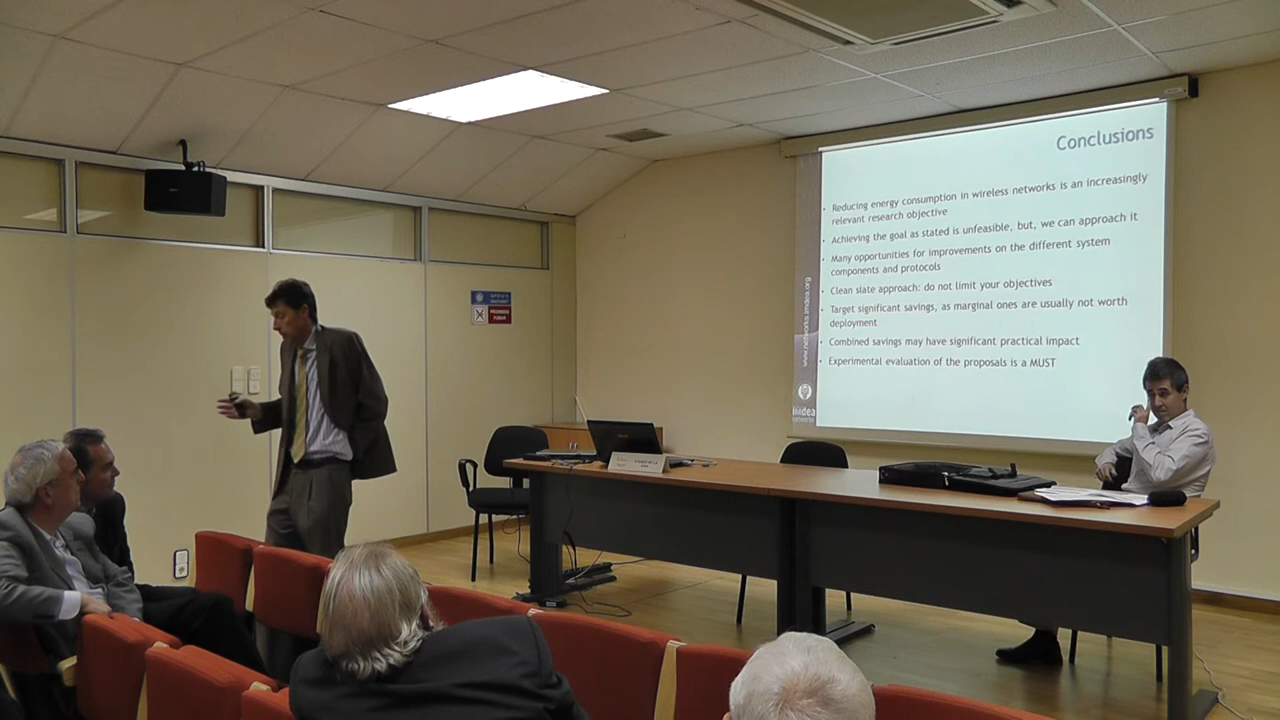 Conclusions
Reducing energy consumption in wireless networks is an increasingly
relevant research objective
Achieving the goal as stated is unfeasible, but, we can approach it
Many opportunities for improvements on the different system
components and protocols
Clean slate approach: do not limit your objectives
Target significant savings, as marginal ones are usually not worth
deployment
Combined savings may have significant practical impact
Experimental evaluation of the proposals is a MUST
www.networks.imdea.org
imdea
networks
PROHIBIDO
FUMAR